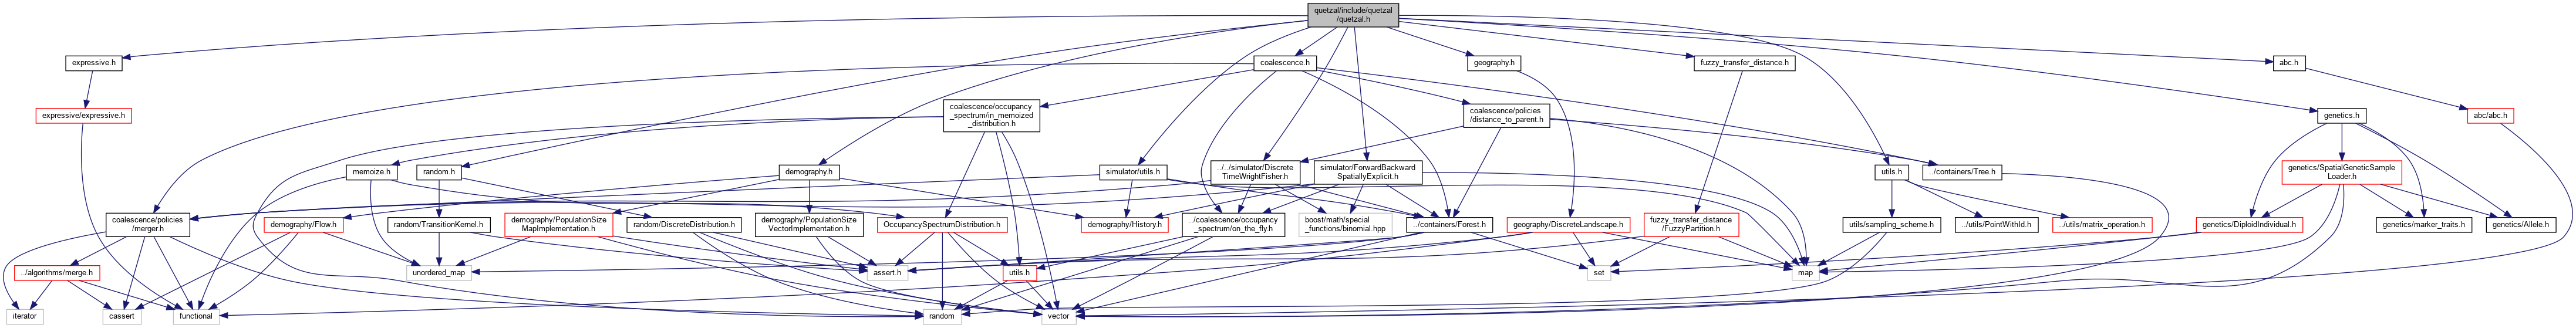 quetzal/include/quetzal
/quetzal.h
expressive.h
coalescence.h
geography.h
fuzzy_transfer_distance.h
abc.h
expressive/expressive.h
coalescence/occupancy
_spectrum/in_memoized
_distribution.h
coalescence/policies
/distance_to_parent.h
genetics.h
abc/abc.h
memoize.h
random.h
demography.h
simulator/utils.h
../../simulator/Discrete
TimeWrightFisher.h
simulator/ForwardBackward
SpatiallyExplicit.h
utils.h
../containers/Tree.h
genetics/SpatialGeneticSample
Loader.h
coalescence/policies
/merger.h
demography/Flow.h
random/TransitionKernel.h
demography/PopulationSize
MapImplementation.h
random/DiscreteDistribution.h
demography/PopulationSize
VectorImplementation.h
OccupancySpectrumDistribution.h
demography/History.h
../coalescence/occupancy
_spectrum/on_the_fly.h
boost/math/special
_functions/binomial.hpp
../containers/Forest.h
geography/DiscreteLandscape.h
fuzzy_transfer_distance
/FuzzyPartition.h
utils/sampling_scheme.h
../utils/PointWithId.h
../utils/matrix_operation.h
genetics/DiploidIndividual.h
genetics/marker_traits.h
genetics/Allele.h
../algorithms/merge.h
unordered_map
assert.h
utils.h
set
map
iterator
cassert
functional
random
vector